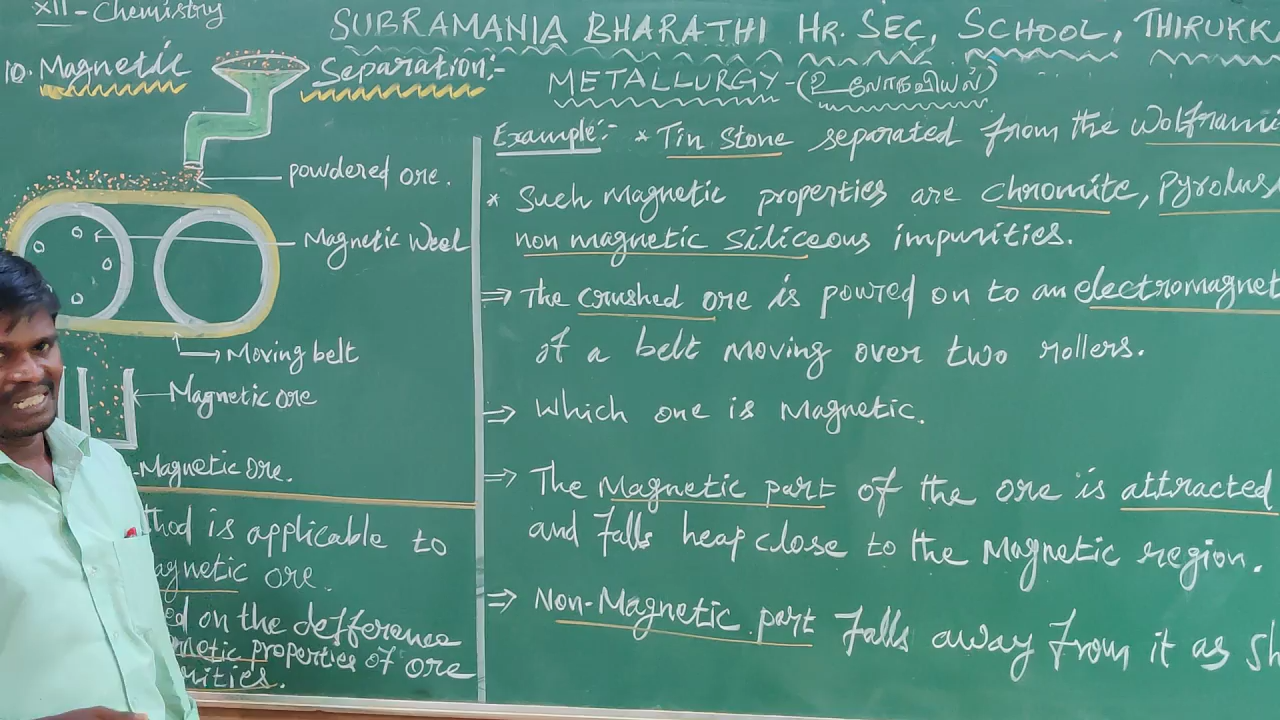 XII - Chemistry
SUBRAMANIA BHARATHI Hr. SEC, SCHOOL, THIRUKK
10. Magnetic Separation:-
METALLURGY - (உலோகவியல்)
powdered ore.
Magnetic Weel
Moving belt
Magnetic ore
Magnetic Ore.
thod is applicable to
agnetic ore.
ed on the defference
netic properties of ore
rities.
Example:- * Tin Stone separated from the Wolframi
* Such Magnetic properties are chromite, Pyrolus
non magnetic siliceous impurities.
⇒ The crushed ore is powred on to an electromagnet
of a belt moving over two rollers.
⇒ Which one is Magnetic.
⇒ The Magnetic part of the ore is attracted
and falls heap close to the Magnetic region.
⇒ Non-Magnetic part falls away from it as sh